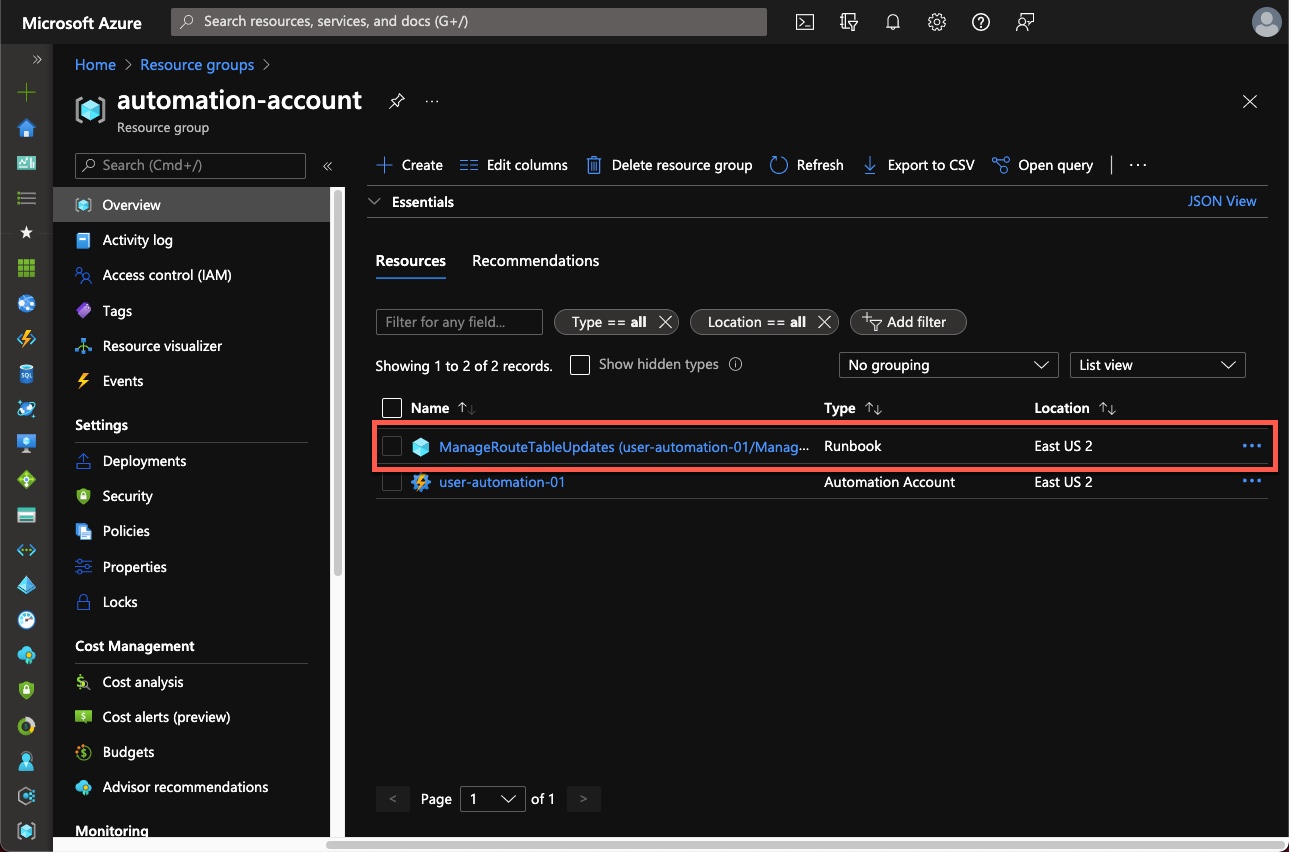 Microsoft Azure
Search resources, services, and docs (G+/)
Home > Resource groups >
automation-account
Resource group
Search (Cmd+/)
Overview
Activity log
Access control (IAM)
Tags
Resource visualizer
Events
Settings
Deployments
Security
Policies
Properties
Locks
Cost Management
Cost analysis
Cost alerts (preview)
Budgets
Advisor recommendations
Monitoring
Create Edit columns Delete resource group Refresh Export to CSV Open query
Essentials JSON View
Resources Recommendations
Filter for any field... Type == all Location == all Add filter
Showing 1 to 2 of 2 records. Show hidden types No grouping List view
Name Type Location
ManageRouteTableUpdates (user-automation-01/Manag... Runbook East US 2
user-automation-01 Automation Account East US 2
< Page 1 of 1 >